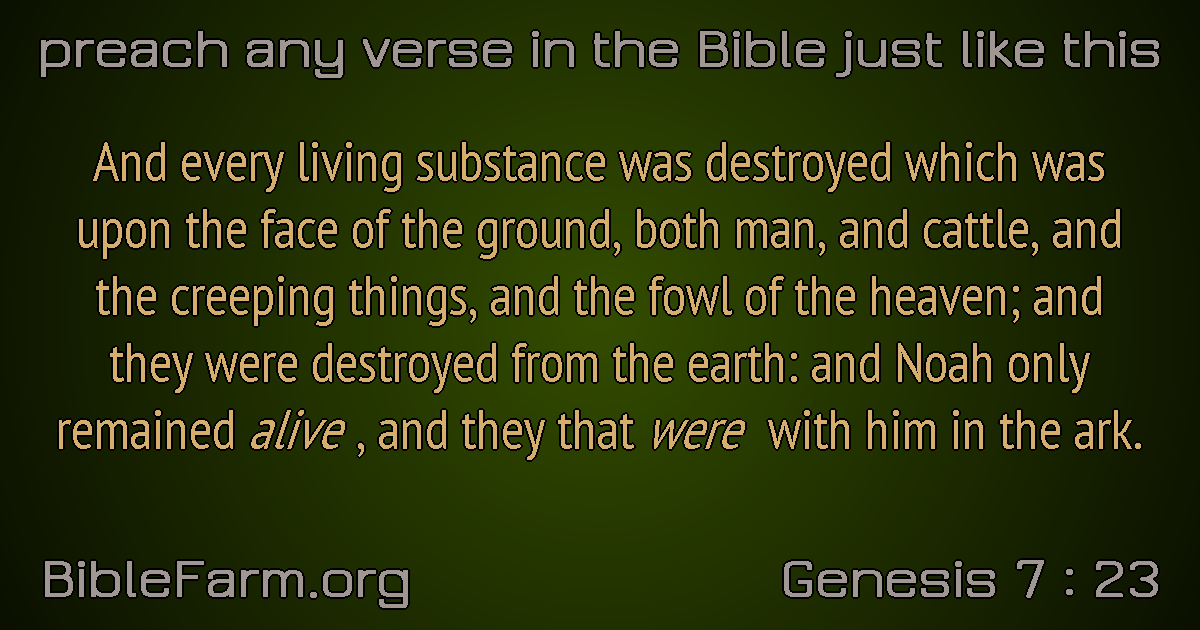 preach any verse in the Bible just like this
And every living substance was destroyed which was
upon the face of the ground, both man, and cattle, and
the creeping things, and the fowl of the heaven; and
they were destroyed from the earth: and Noah only
remained alive , and they that were with him in the ark.
BibleFarm.org
Genesis 7 : 23